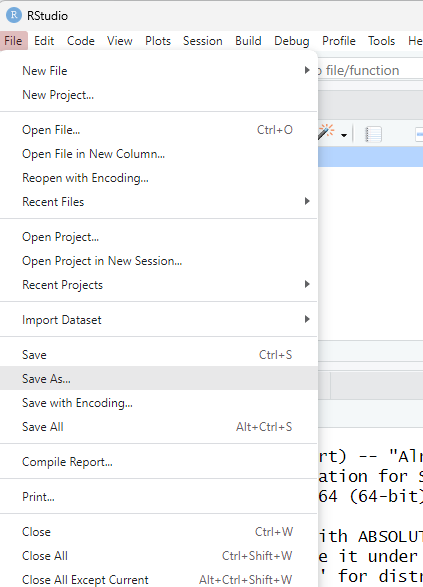 RStudio
File Edit Code View Plots Session Build Debug Profile Tools
New File
file/function
New Project...
Open File... Ctrl+O
Open File in New Column...
Reopen with Encoding...
Recent Files
Open Project...
Open Project in New Session...
Recent Projects
Import Dataset
Save Ctrl+S
Save As...
Save with Encoding...
Save All Alt+Ctrl+S
rt) -- "Alr
Compile Report...
ation for S
64 (64-bit)
Print...
Close Ctrl+W
ith ABSOLUT
Close All Ctrl+Shift+W
e it under
Close All Except Current Alt+Ctrl+Shift+W
' for distr